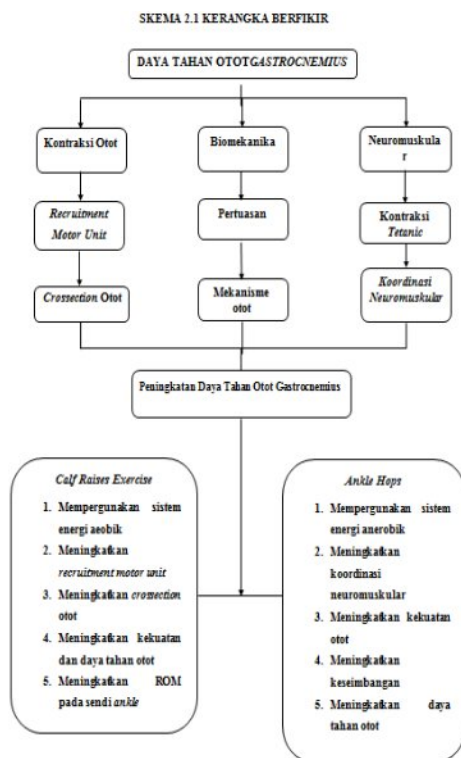 SKEMA 2.1 KERANGKA BERFIKIR
DAYA TAHAN OTOTGASTROCNEMIUS
Kontraksi Otot
Recruitment
Motor Unit
Crossection Otot
Biomekanika
Pertuasan
Mekanisme
otot
Neuromuskula
r
Kontraksi
Tetanic
Koordinasi
Neuromuskular
Peningkatan Daya Tahan Otot Gastrocnemius
Calf Raises Exercise
1. Mempergunakan sistem
energi aeobik
2. Meningkatkan
recruitment motor unit
3. Meningkatkan crossection
otot
4. Meningkatkan kekuatan
dan daya tahan otot
5. Meningkatkan ROM
pada sendi ankle
Ankle Hops
1. Mempergunakan sistem
energi anerobik
2. Meningkatkan
koordinasi
neuromuskular
3. Meningkatkan kekuatan
otot
4. Meningkatkan
keseimbangan
5. Meningkatkan daya
tahan otot